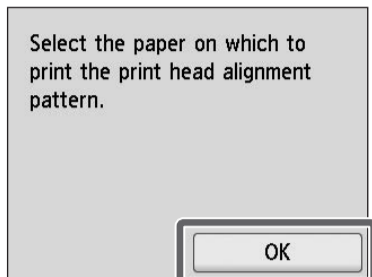 Select the paper on which to
print the print head alignment
pattern.
OK